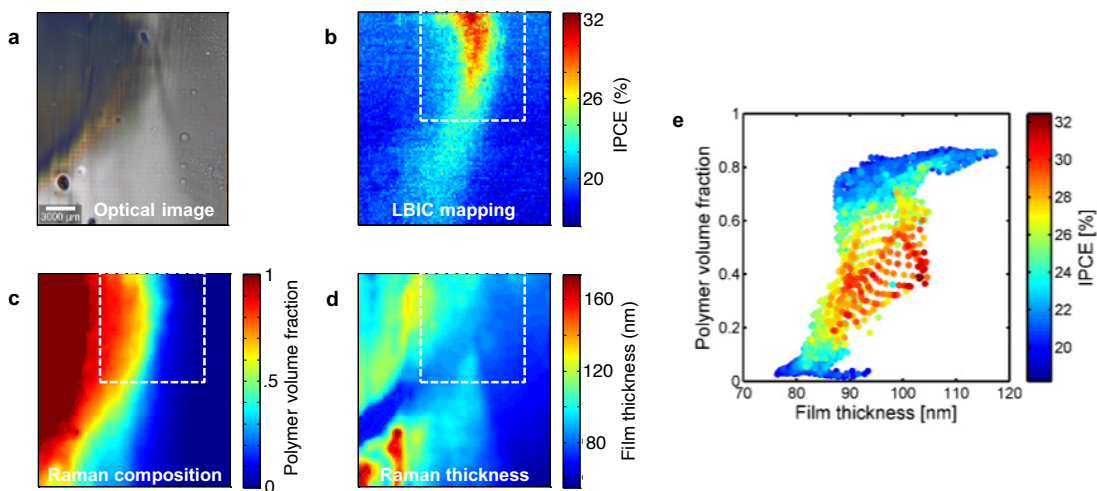 a
3000 µm
Optical image
b
LBIC mapping
32
26
20
IPCE (%)
c
Raman composition
1
.5
0
Polymer volume fraction
d
Raman thickness
160
120
80
Film thickness (nm)
e
1
0.8
0.6
0.4
0.2
0
Polymer volume fraction
70 80 90 100 110 120
Film thickness [nm]
32
30
28
26
24
22
20
IPCE [%]